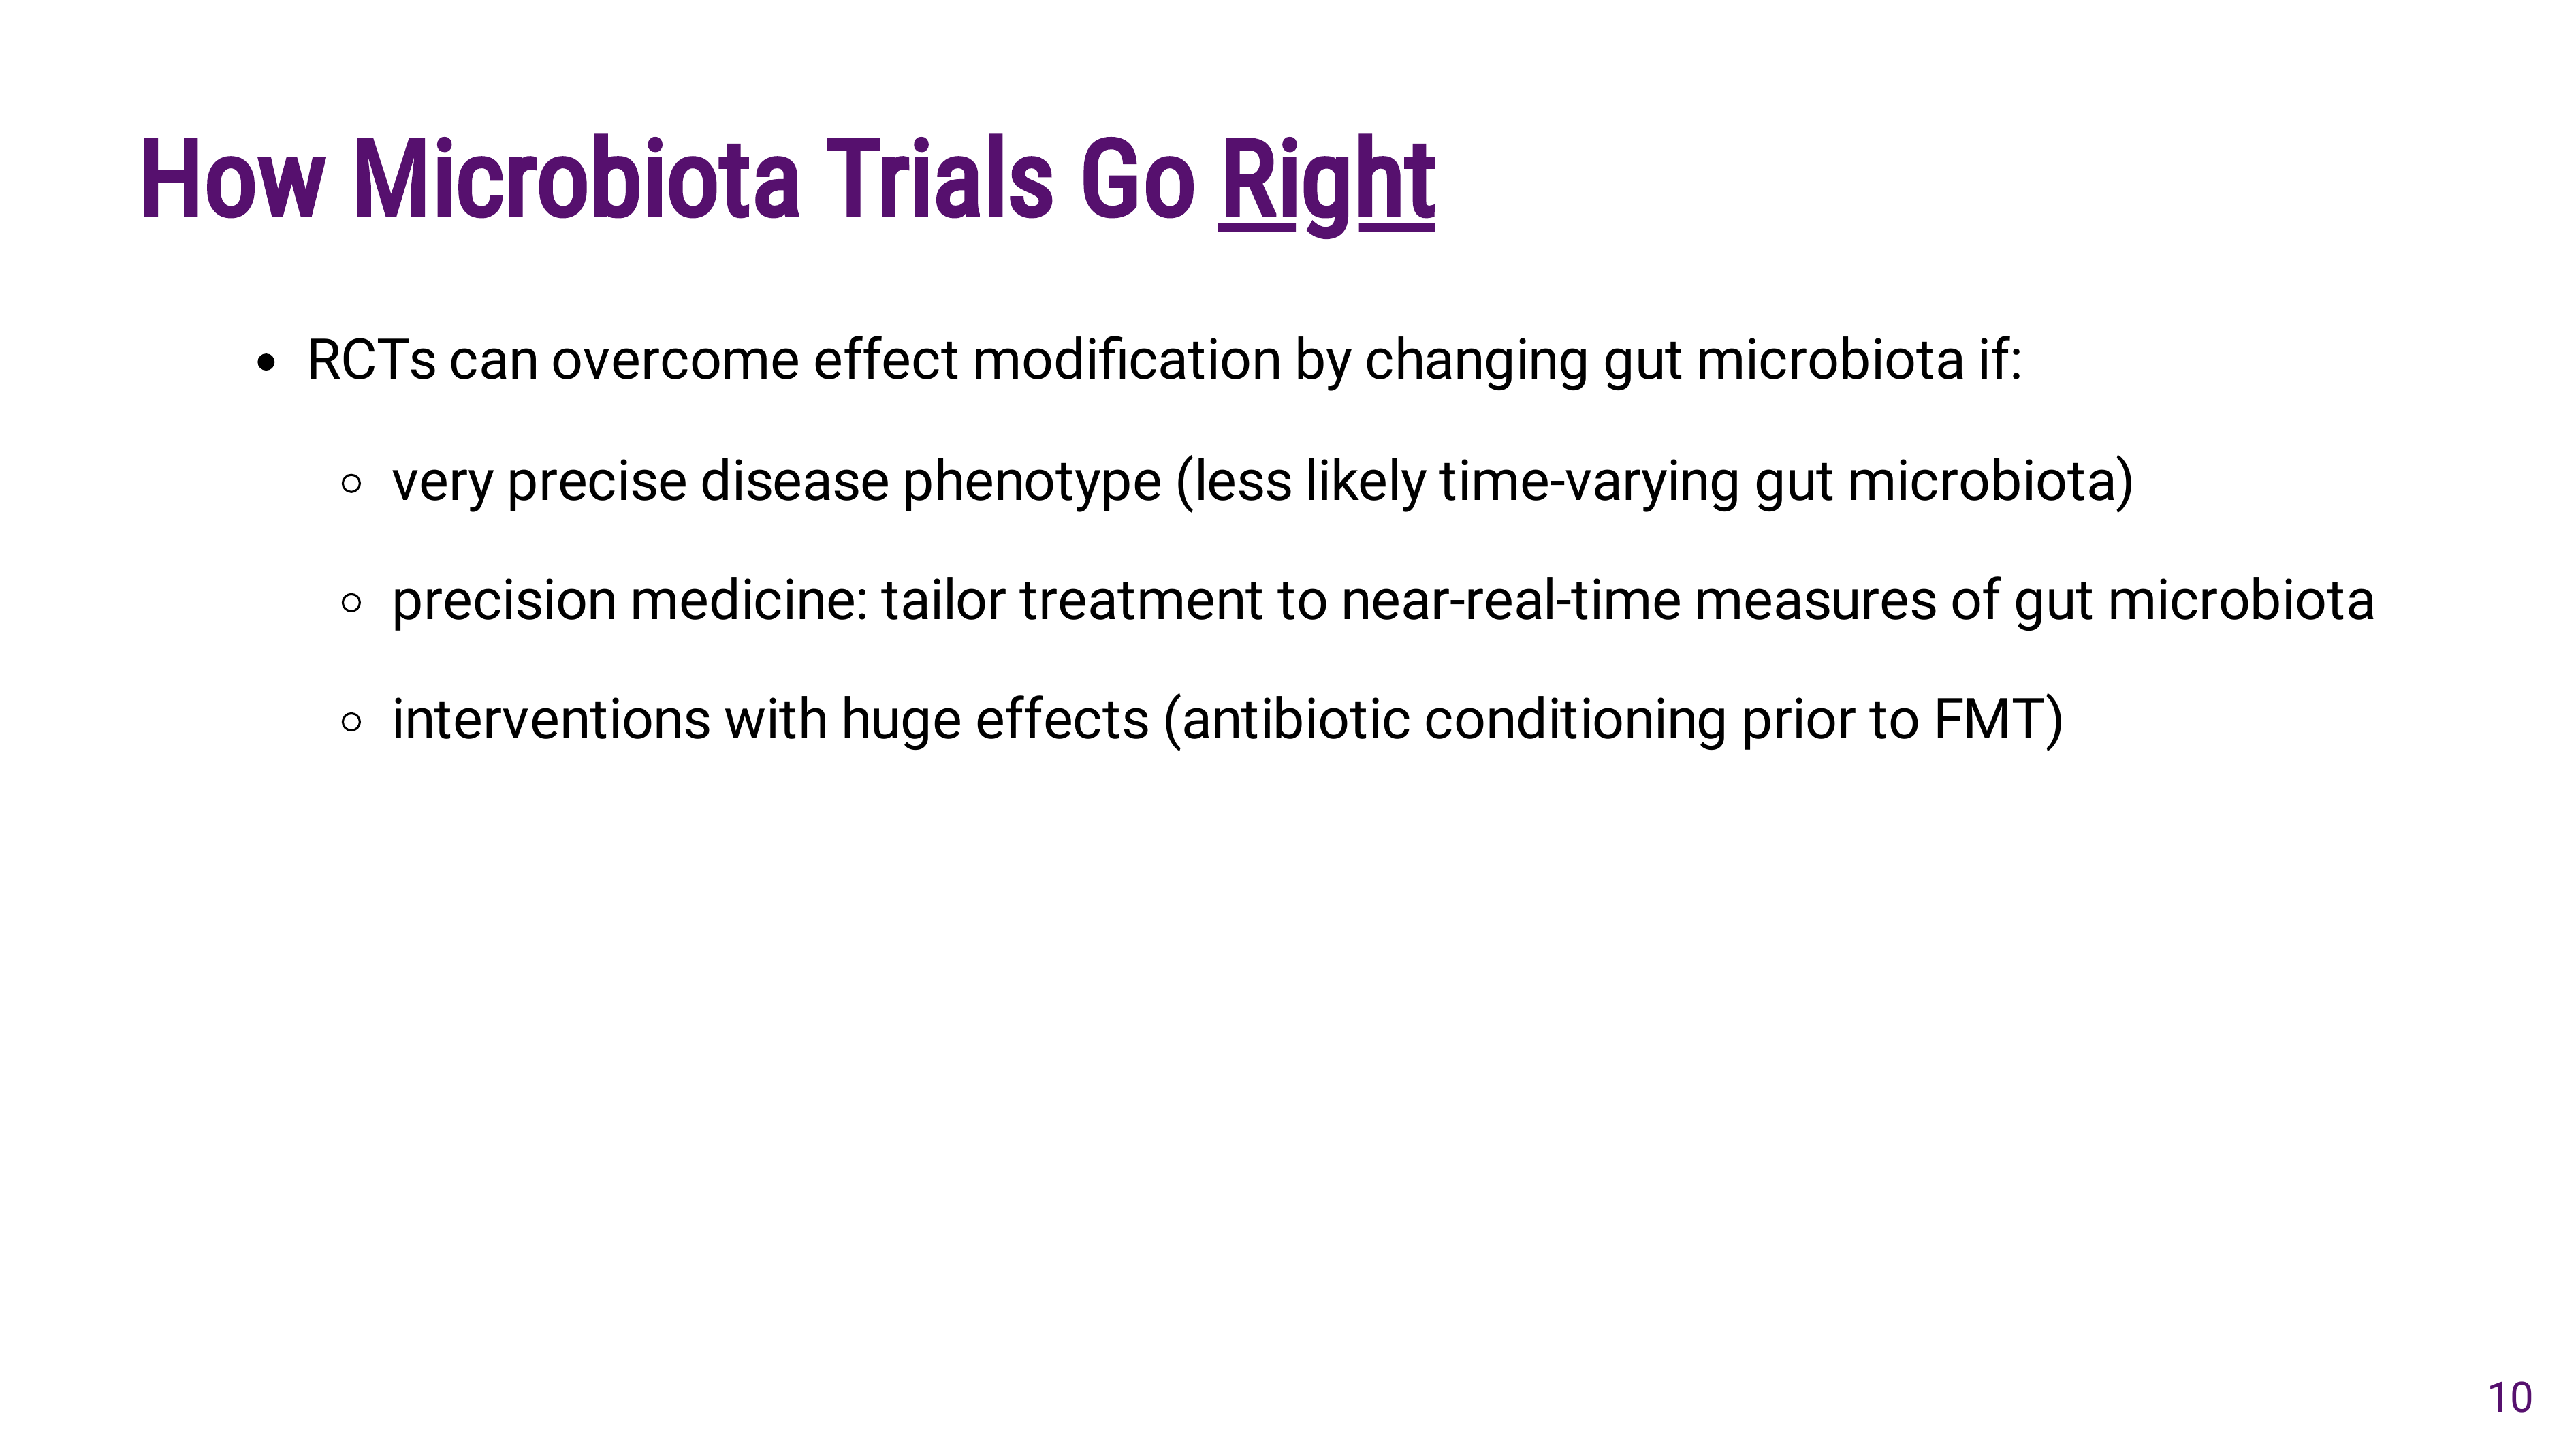 How Microbiota Trials Go Right
• RCTs can overcome effect modification by changing gut microbiota if:
○ very precise disease phenotype (less likely time-varying gut microbiota)
○ precision medicine: tailor treatment to near-real-time measures of gut microbiota
○ interventions with huge effects (antibiotic conditioning prior to FMT)
10